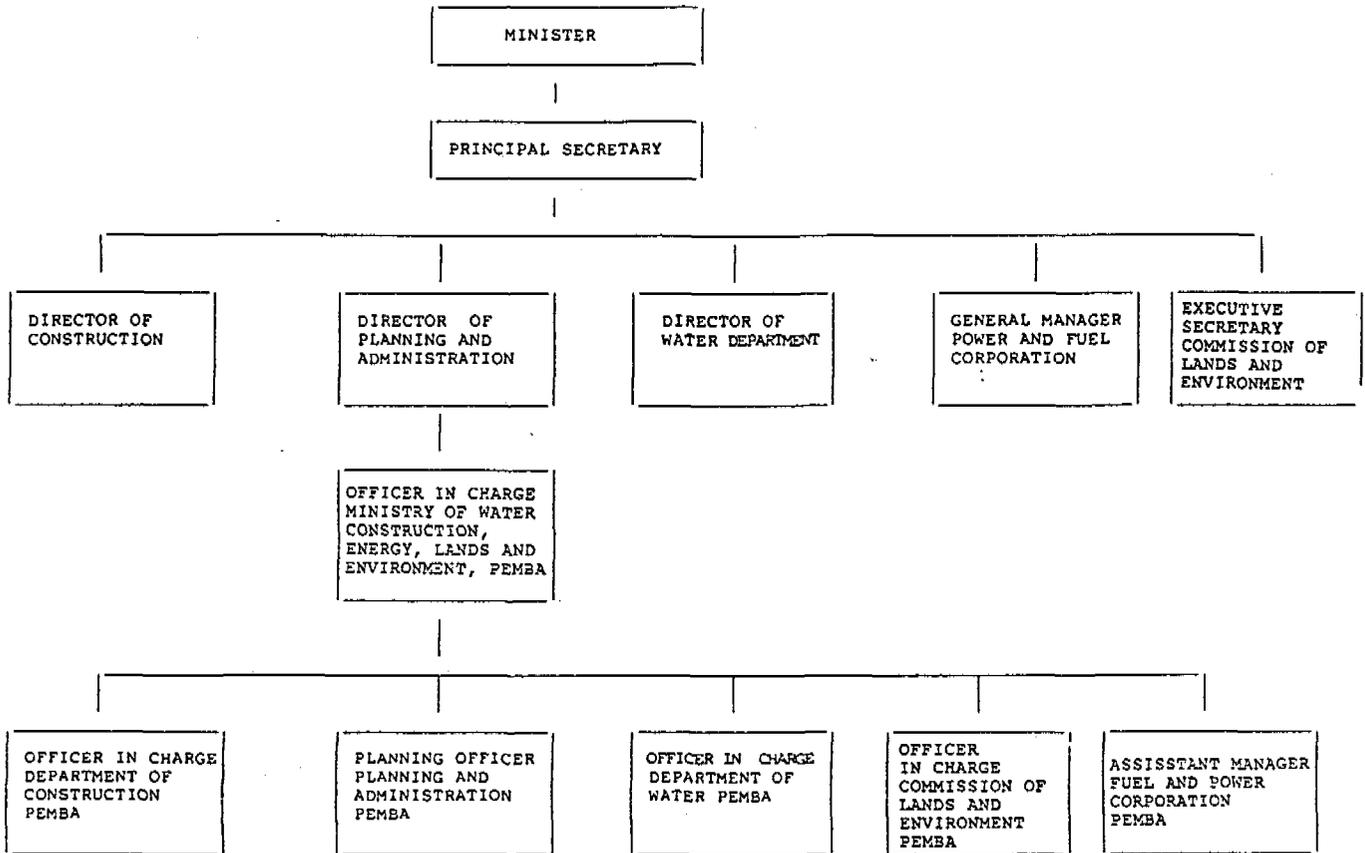 MINISTER
PRINCIPAL SECRETARY
DIRECTOR OF
CONSTRUCTION
DIRECTOR OF
PLANNING AND
ADMINISTRATION
DIRECTOR OF
WATER DEPARTMENT
GENERAL MANAGER
POWER AND FUEL
CORPORATION
EXECUTIVE
SECRETARY
COMMISSION OF
LANDS AND
ENVIRONMENT
OFFICER IN CHARGE
MINISTRY OF WATER
CONSTRUCTION,
ENERGY, LANDS AND
ENVIRONMENT, PEMBA
OFFICER IN CHARGE
DEPARTMENT OF
CONSTRUCTION
PEMBA
PLANNING OFFICER
PLANNING AND
ADMINISTRATION
PEMBA
OFFICER IN CHARGE
DEPARTMENT OF
WATER PEMBA
OFFICER
IN CHARGE
COMMISSION OF
LANDS AND
ENVIRONMENT
PEMBA
ASSISSTANT MANAGER
FUEL AND POWER
CORPORATION
PEMBA